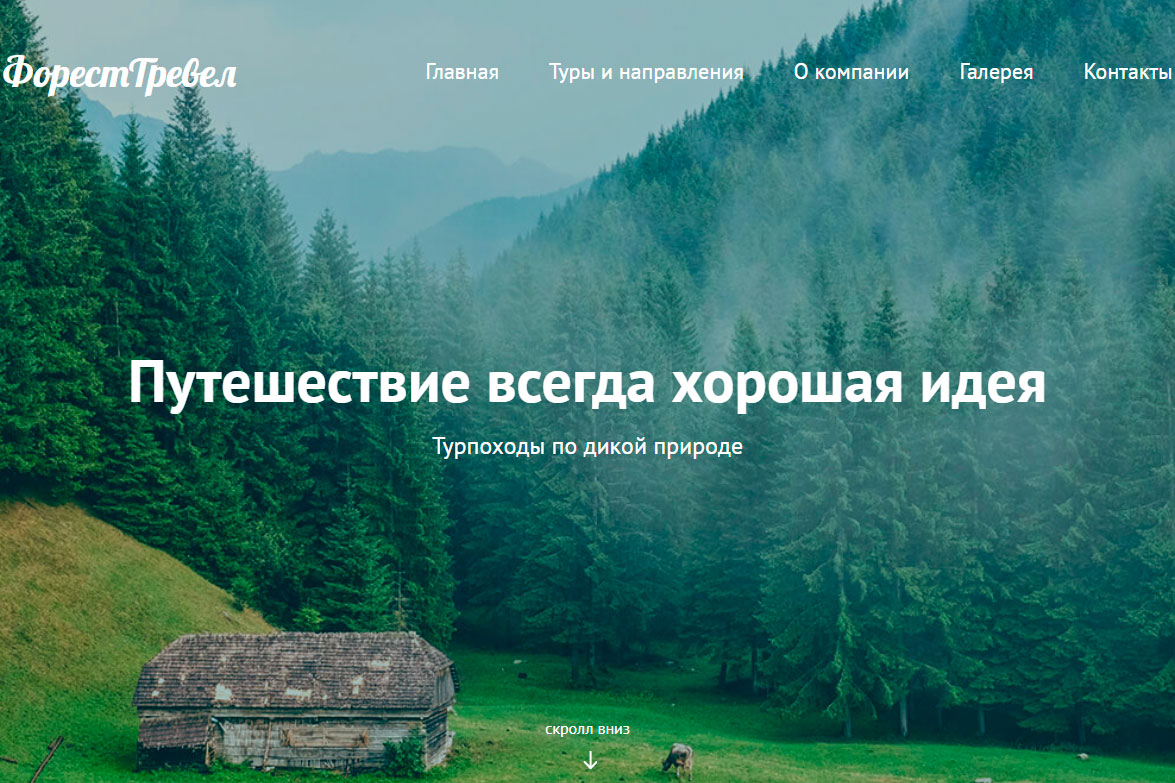 ФорестТревел
Главная Туры и направления О компании Галерея Контакты
Путешествие всегда хорошая идея
Турпоходы по дикой природе
скролл вниз